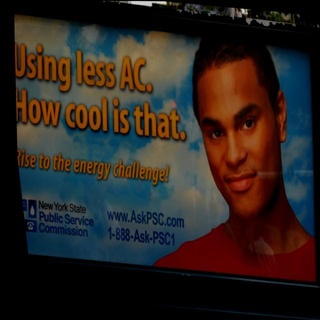 Using less AC.
How cool is that.
Rise to the energy challenge!
New York State
Public Service
Commission
www.AskPSC.com
1-888-Ask-PSC1